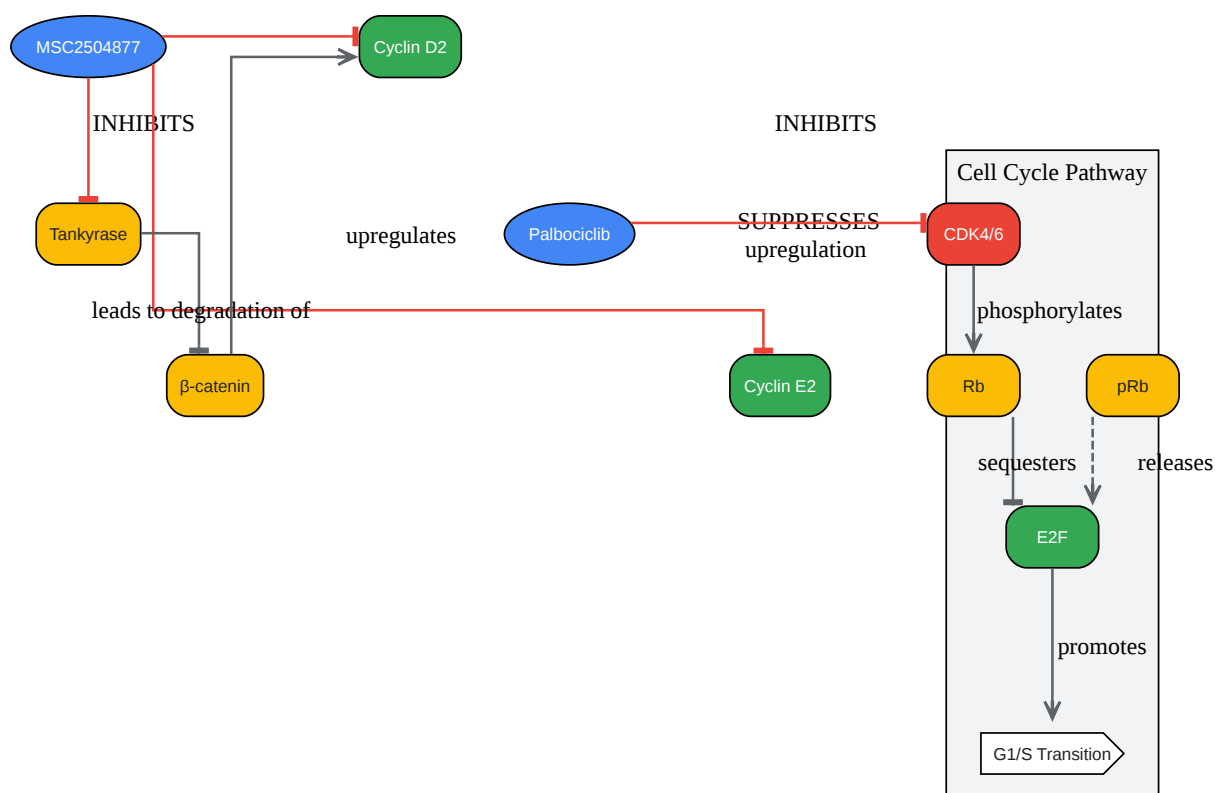 MSC2504877
Cyclin D2
INHIBITS
INHIBITS
Cell Cycle Pathway
Tankyrase
upregulates
Palbociclib
SUPPRESSES
upregulation
CDK4/6
leads to degradation of
phosphorylates
β-catenin
Cyclin E2
Rb
pRb
sequesters
releases
E2F
promotes
G1/S Transition